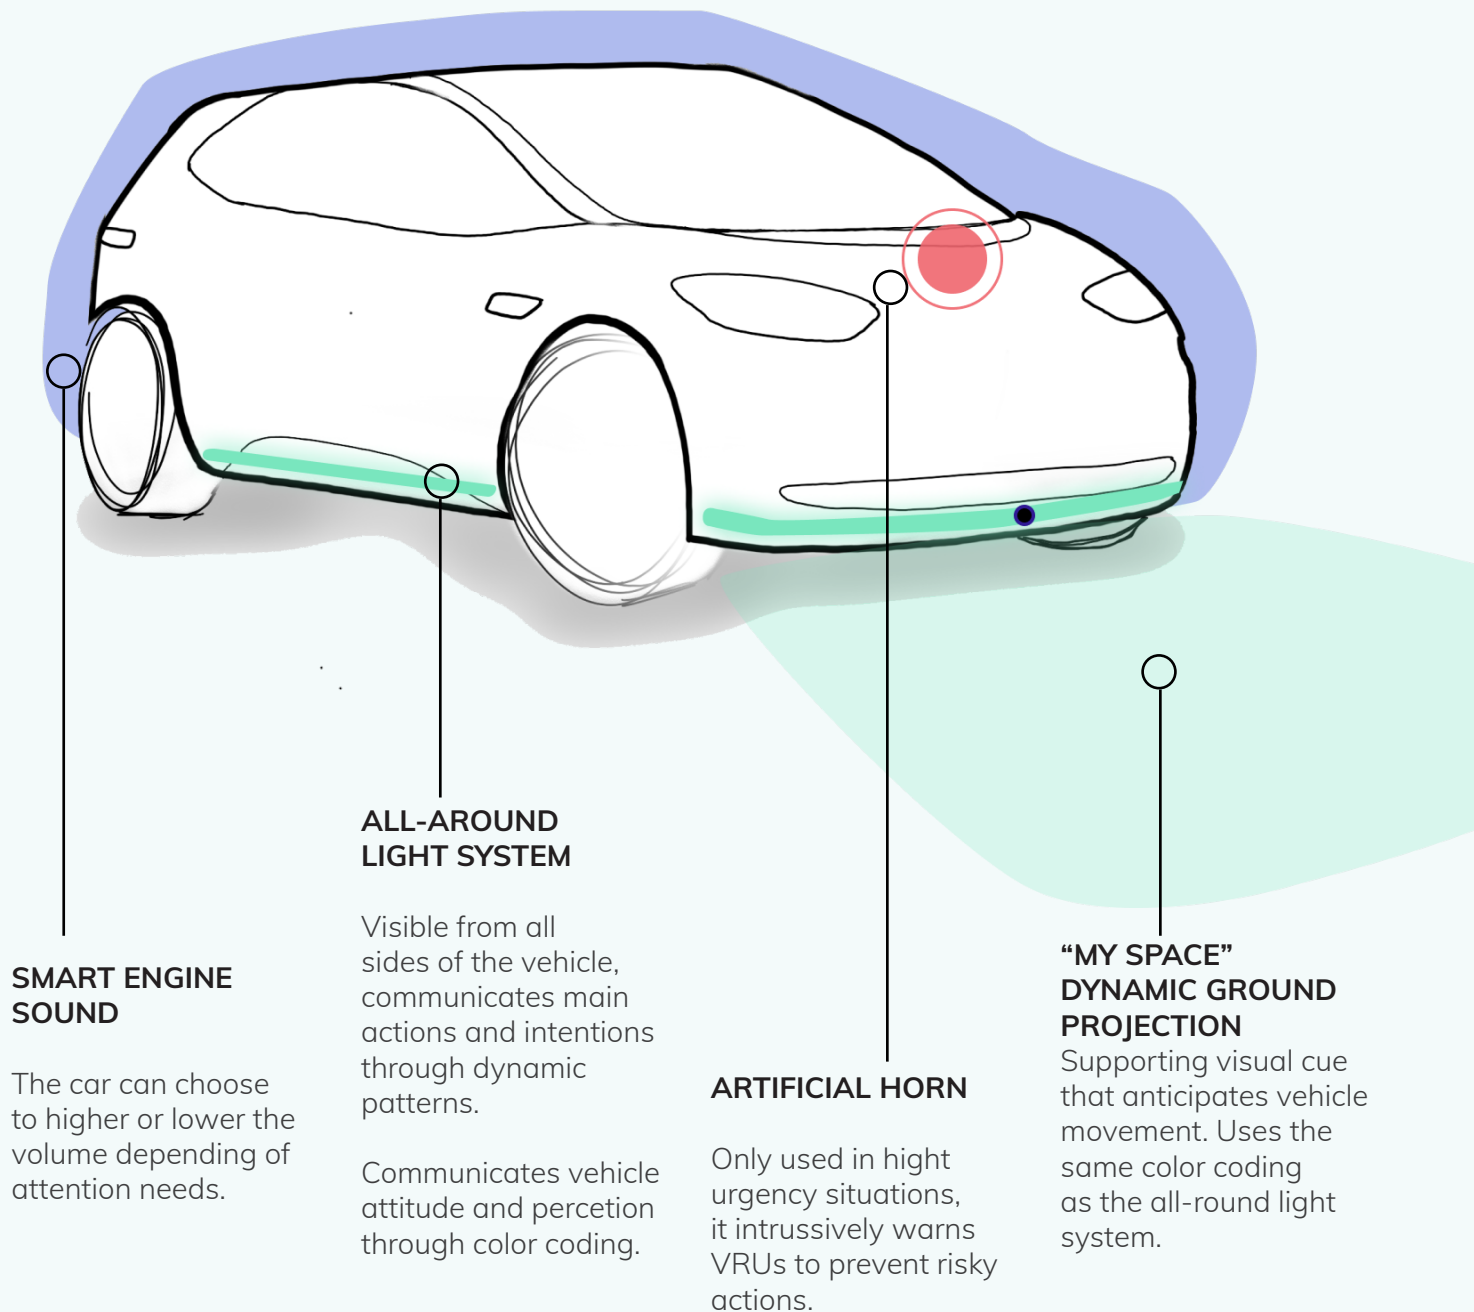 SMART ENGINE
SOUND
The car can choose
to higher or lower the
volume depending of
attention needs.
ALL-AROUND
LIGHT SYSTEM
Visible from all
sides of the vehicle,
communicates main
actions and intentions
through dynamic
patterns.
Communicates vehicle
attitude and percetion
through color coding.
ARTIFICIAL HORN
Only used in hight
urgency situations,
it intrussively warns
VRUs to prevent risky
actions.
“MY SPACE”
DYNAMIC GROUND
PROJECTION
Supporting visual cue
that anticipates vehicle
movement. Uses the
same color coding
as the all-round light
system.